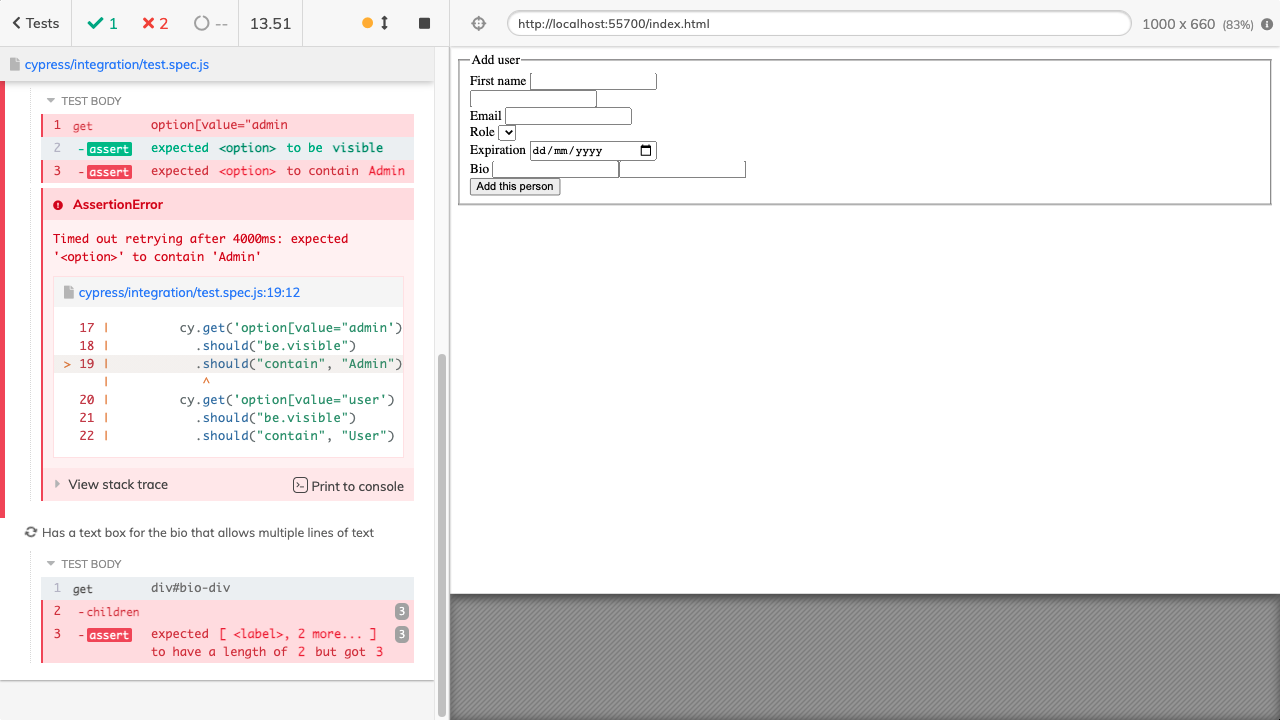 Tests
1
2
--
13.51
http://localhost:55700/index.html
1000 x 660 (83%)
cypress/integration/test.spec.js
TEST BODY
1 get option[value="admin
2 - assert expected <option> to be visible
3 - assert expected <option> to contain Admin
AssertionError
Timed out retrying after 4000ms: expected
'<option>' to contain 'Admin'
cypress/integration/test.spec.js:19:12
17 | cy.get('option[value="admin')
18 | .should("be.visible")
> 19 | .should("contain", "Admin")
| ^
20 | cy.get('option[value="user')
21 | .should("be.visible")
22 | .should("contain", "User")
View stack trace
Print to console
Has a text box for the bio that allows multiple lines of text
TEST BODY
1 get div#bio-div
2 -children 3
3 - assert expected [ <label>, 2 more... ] 3
to have a length of 2 but got 3
Add user
First name
Email
Role
Expiration dd/mm/yyyy
Bio
Add this person